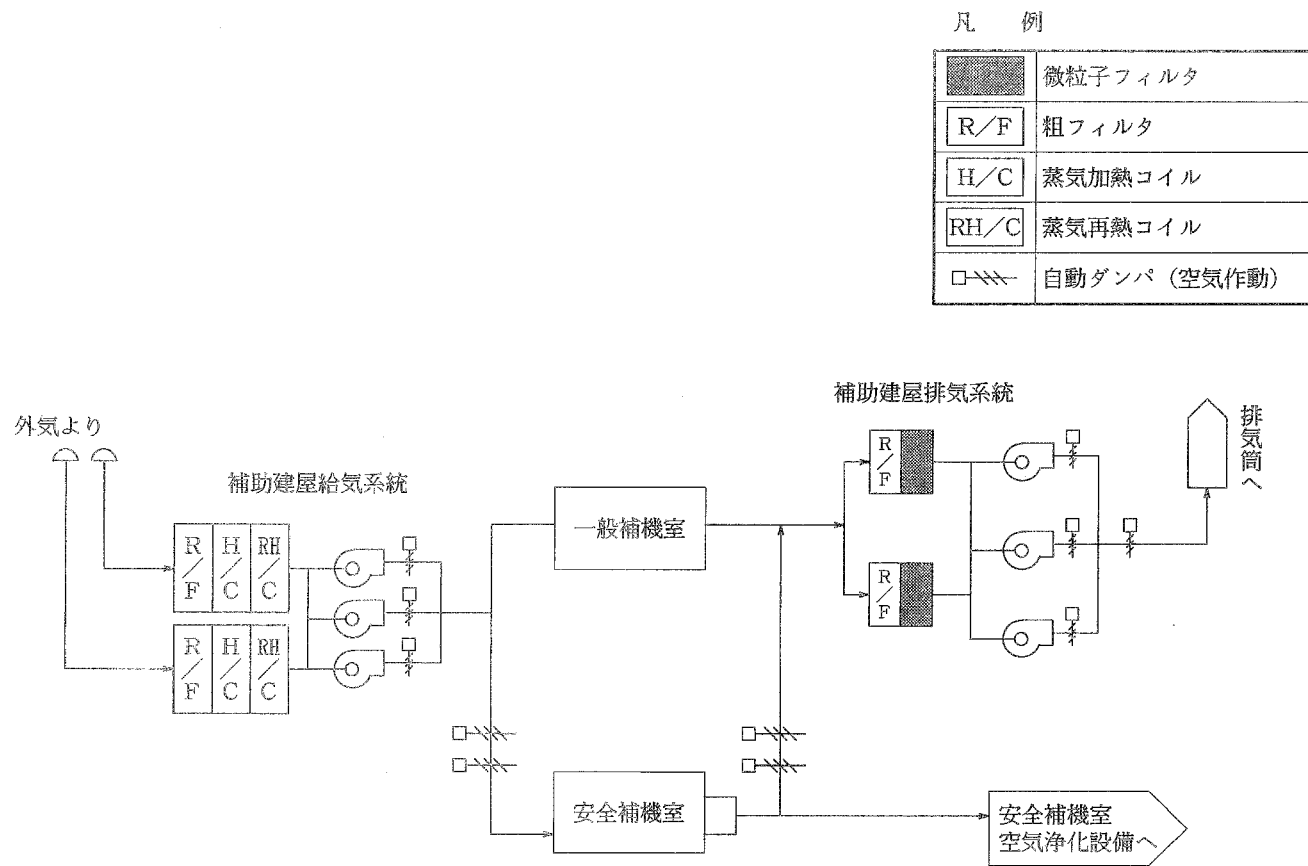 凡 例
微粒子フィルタ
R/F 粗フィルタ
H/C 蒸気加熱コイル
RH/C 蒸気再熱コイル
自動ダンパ（空気作動）
補助建屋排気系統
外気より
補助建屋給気系統
排気筒へ
R/F
R/F
一般補機室
R/F H/C RH/C
R/F H/C RH/C
安全補機室
安全補機室
空気浄化設備へ